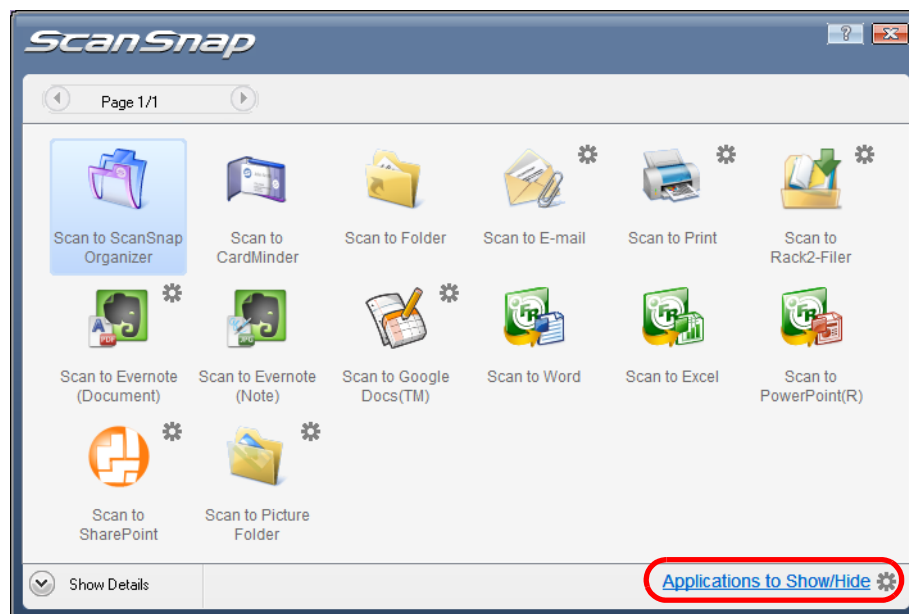 ScanSnap
?
Page 1/1
Scan to ScanSnap
Organizer
Scan to
CardMinder
Scan to Folder
Scan to E-mail
Scan to Print
Scan to
Rack2-Filer
Scan to Evernote
(Document)
Scan to Evernote
(Note)
Scan to Google
Docs(TM)
Scan to Word
Scan to Excel
Scan to
PowerPoint(R)
Scan to
SharePoint
Scan to Picture
Folder
Show Details
Applications to Show/Hide